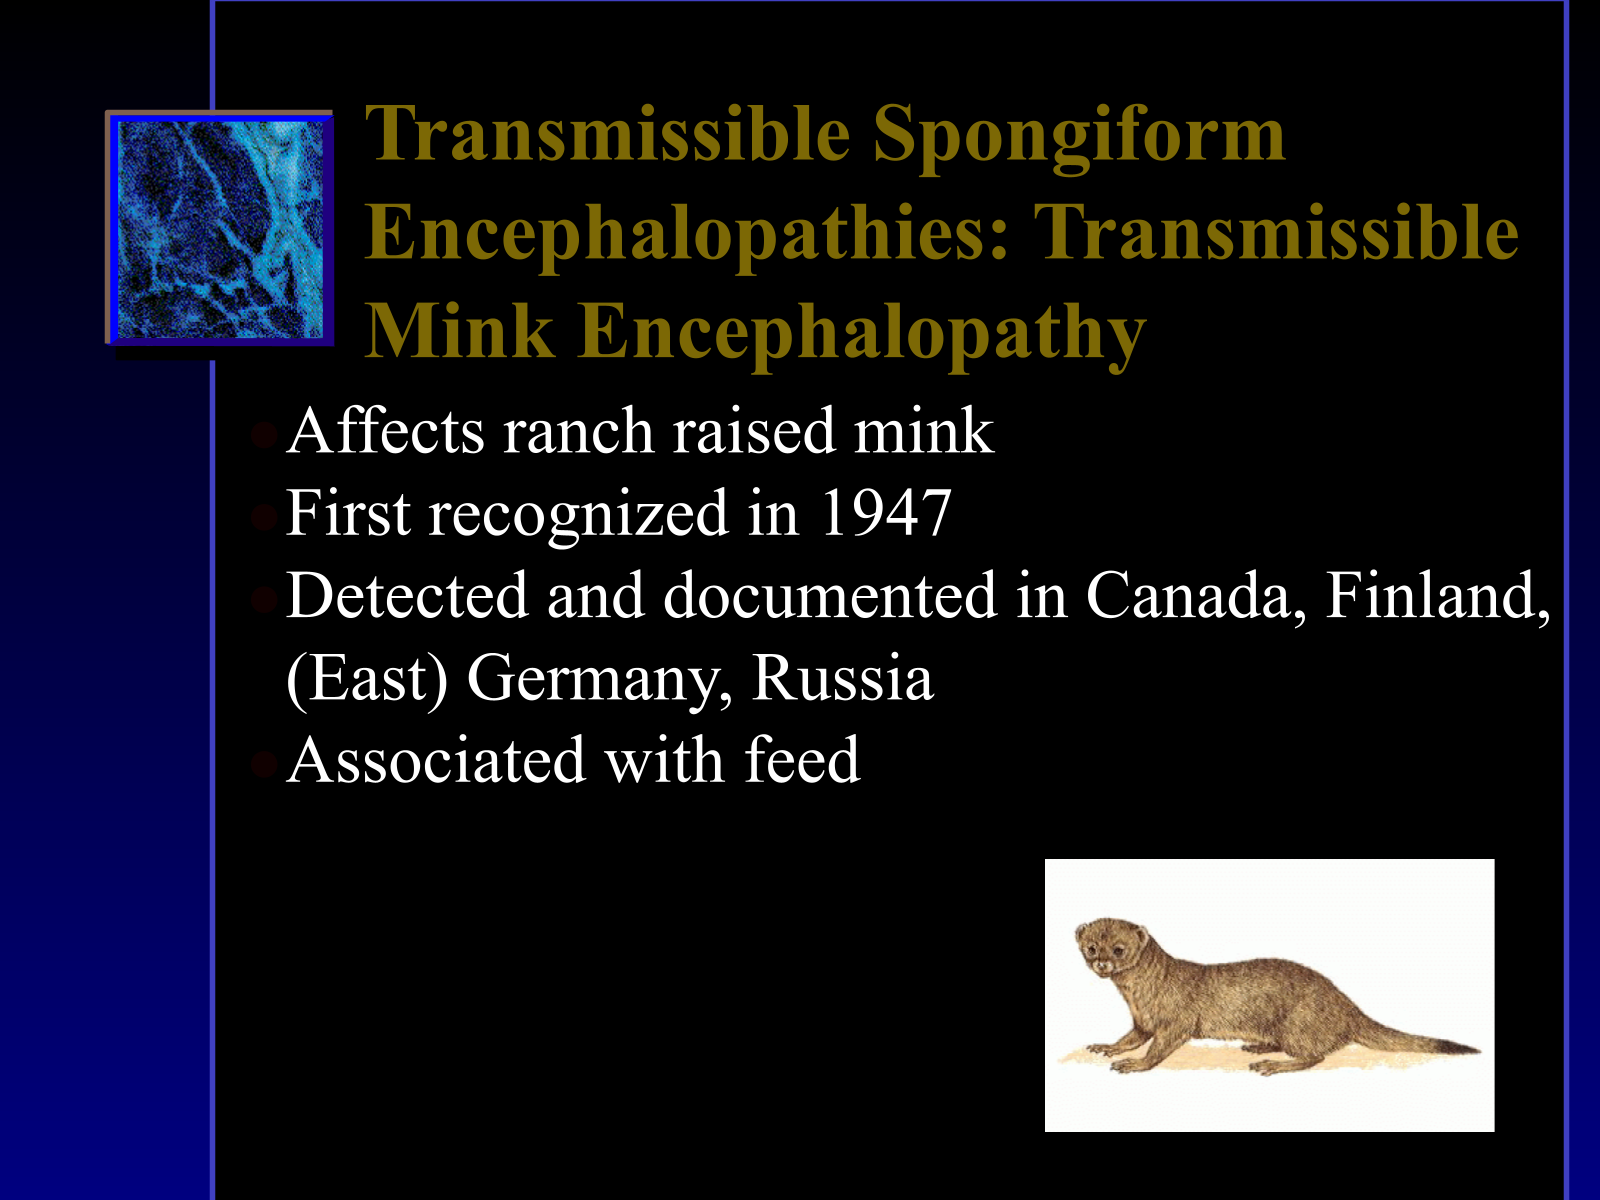 Transmissible Spongiform
Encephalopathies: Transmissible
Mink Encephalopathy
Affects ranch raised mink
First recognized in 1947
Detected and documented in Canada, Finland,
(East) Germany, Russia
Associated with feed